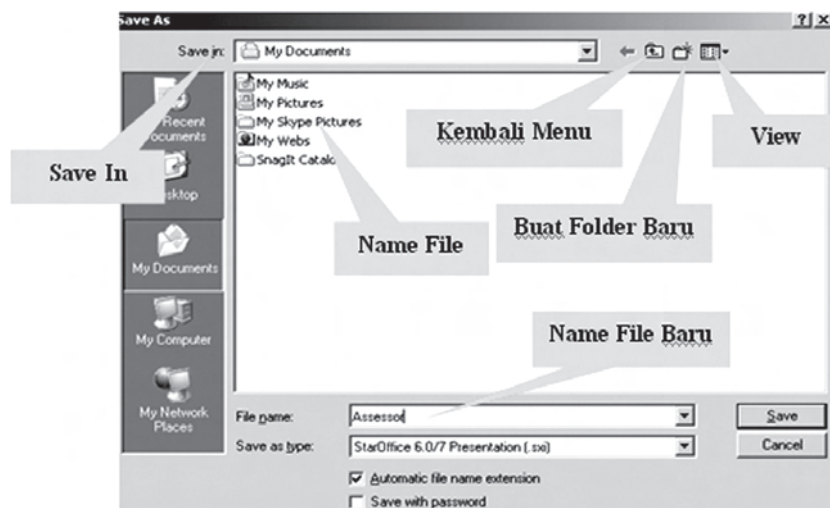 Save As
Save in:
My Documents
My Music
My Pictures
My Skype Pictures
My Webs
SnagIt Catalo
Recent
Documents
Desktop
My Documents
My Computer
My Network
Places
Save In
Kembali Menu
View
Name File
Buat Folder Baru
Name File Baru
File name:
Assessor
Save
Save as type:
StarOffice 6.0/7 Presentation (.sxi)
Cancel
Automatic file name extension
Save with password